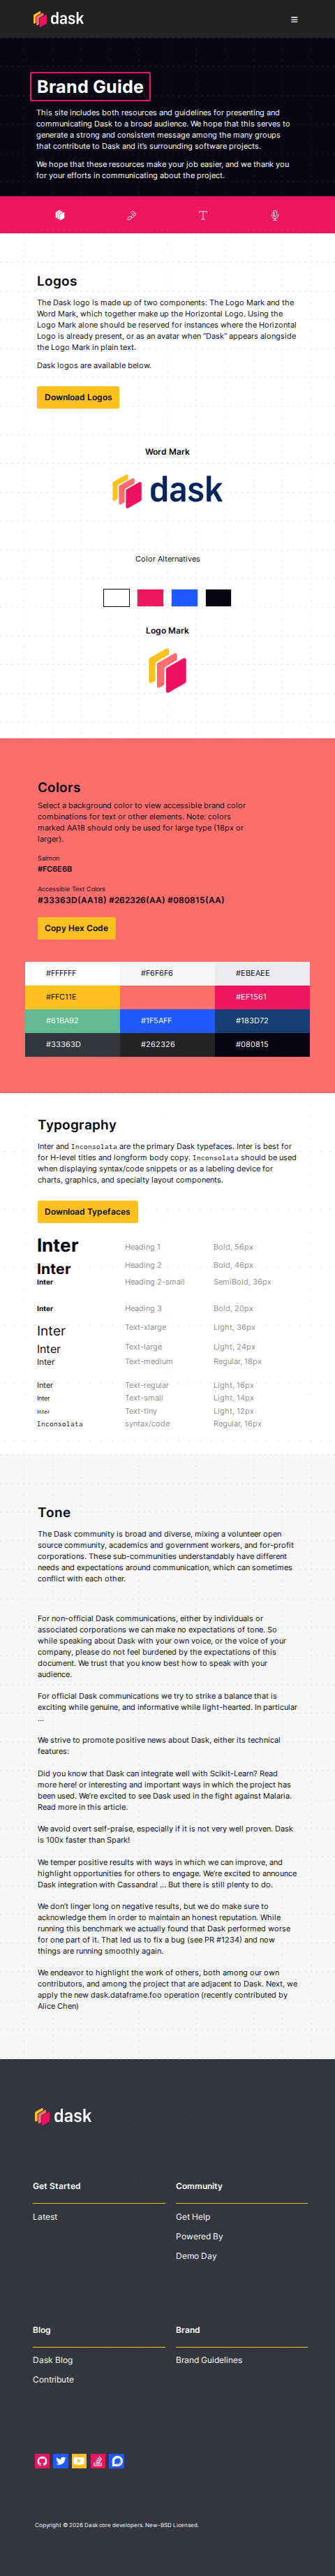 dask
Brand Guide
This site includes both resources and guidelines for presenting and
communicating Dask to a broad audience. We hope that this serves to
generate a strong and consistent message among the many groups
that contribute to Dask and it's surrounding software projects.
We hope that these resources make your job easier, and we thank you
for your efforts in communicating about the project.
Logos
The Dask logo is made up of two components: The Logo Mark and the
Word Mark, which together make up the Horizontal Logo. Using the
Logo Mark alone should be reserved for instances where the Horizontal
Logo is already present, or as an avatar when "Dask" appears alongside
the Logo Mark in plain text.
Dask logos are available below.
Download Logos
Word Mark
dask
Color Alternatives
Logo Mark
Colors
Select a background color to view accessible brand color
combinations for text or other elements. Note: colors
marked AA18 should only be used for large type (18px or
larger).
Salmon
#FC6E6B
Accessible Text Colors
#33363D(AA18) #262326(AA) #080815(AA)
Copy Hex Code
#FFFFFF #F6F6F6 #EBEAEE
#FFC11E #EF1561
#61BA92 #1F5AFF #183D72
#33363D #262326 #080815
Typography
Inter and Inconsolata are the primary Dask typefaces. Inter is best for
for H-level titles and longform body copy. Inconsolata should be used
when displaying syntax/code snippets or as a labeling device for
charts, graphics, and specialty layout components.
Download Typefaces
Inter Heading 1 Bold, 56px
Inter Heading 2 Bold, 46px
Inter Heading 2-small SemiBold, 36px
Inter Heading 3 Bold, 20px
Inter Text-xlarge Light, 36px
Inter Text-large Light, 24px
Inter Text-medium Regular, 18px
Inter Text-regular Light, 16px
Inter Text-small Light, 14px
Inter Text-tiny Light, 12px
Inconsolata syntax/code Regular, 16px
Tone
The Dask community is broad and diverse, mixing a volunteer open
source community, academics and government workers, and for-profit
corporations. These sub-communities understandably have different
needs and expectations around communication, which can sometimes
conflict with each other.
For non-official Dask communications, either by individuals or
associated corporations we can make no expectations of tone. So
while speaking about Dask with your own voice, or the voice of your
company, please do not feel burdened by the expectations of this
document. We trust that you know best how to speak with your
audience.
For official Dask communications we try to strike a balance that is
exciting while genuine, and informative while light-hearted. In particular
...
We strive to promote positive news about Dask, either its technical
features:
Did you know that Dask can integrate well with Scikit-Learn? Read
more here! or interesting and important ways in which the project has
been used. We're excited to see Dask used in the fight against Malaria.
Read more in this article.
We avoid overt self-praise, especially if it is not very well proven. Dask
is 100x faster than Spark!
We temper positive results with ways in which we can improve, and
highlight opportunities for others to engage. We're excited to announce
Dask integration with Cassandra! ... But there is still plenty to do.
We don't linger long on negative results, but we do make sure to
acknowledge them in order to maintain an honest reputation. While
running this benchmark we actually found that Dask performed worse
for one part of it. That led us to fix a bug (see PR #1234) and now
things are running smoothly again.
We endeavor to highlight the work of others, both among our own
contributors, and among the project that are adjacent to Dask. Next, we
apply the new dask.dataframe.foo operation (recently contributed by
Alice Chen)
dask
Get Started
Latest
Community
Get Help
Powered By
Demo Day
Blog
Dask Blog
Contribute
Brand
Brand Guidelines
Copyright © 2026 Dask core developers. New-BSD Licensed.